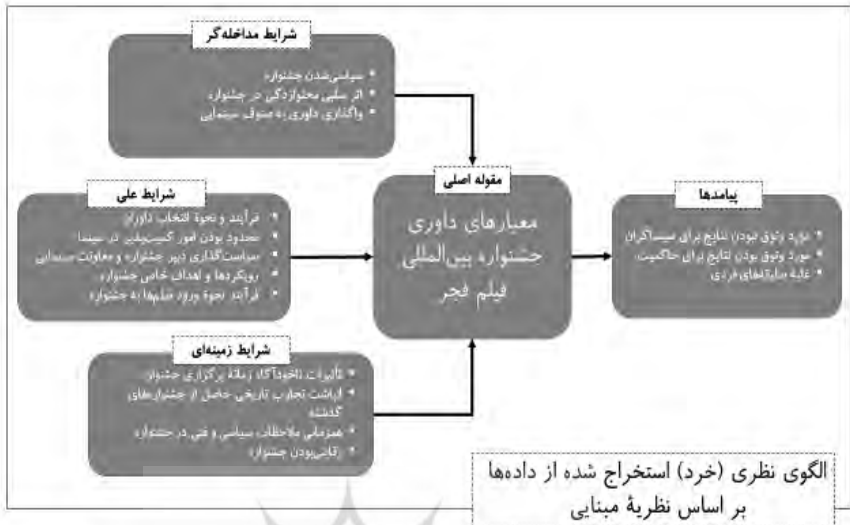 شرایط مداخله‌گر
• سیاسی‌شدن جشنواره
• اثر سلبی محتوازدگی در جشنواره
• واگذاری داوری به صنوف سینمایی
شرایط علی
• فرآیند و نحوهٔ انتخاب داوران
• محدود بودن امور کمیت‌پذیر در سینما
• سیاست‌گذاری دبیر جشنواره و معاونت سینمایی
• رویکردها و اهداف خاص جشنواره
• فرآیند نحوهٔ ورود فیلم‌ها به جشنواره
مقوله اصلی
معیارهای داوری
جشنواره بین‌المللی
فیلم فجر
پیامدها
• مورد وثوق بودن نتایج برای سینماگران
• مورد وثوق بودن نتایج برای حاکمیت
• غلبه سلیقه‌های فردی
شرایط زمینه‌ای
• تأثیرات ناخودآگاه زمانهٔ برگزاری جشنواره
• انباشت تجارب تاریخی حاصل از جشنواره‌های
گذشته
• همزمانی ملاحظات سیاسی و فنی در جشنواره
• رقابتی‌بودن جشنواره
الگوی نظری (خرد) استخراج شده از داده‌ها
بر اساس نظریهٔ مبنایی